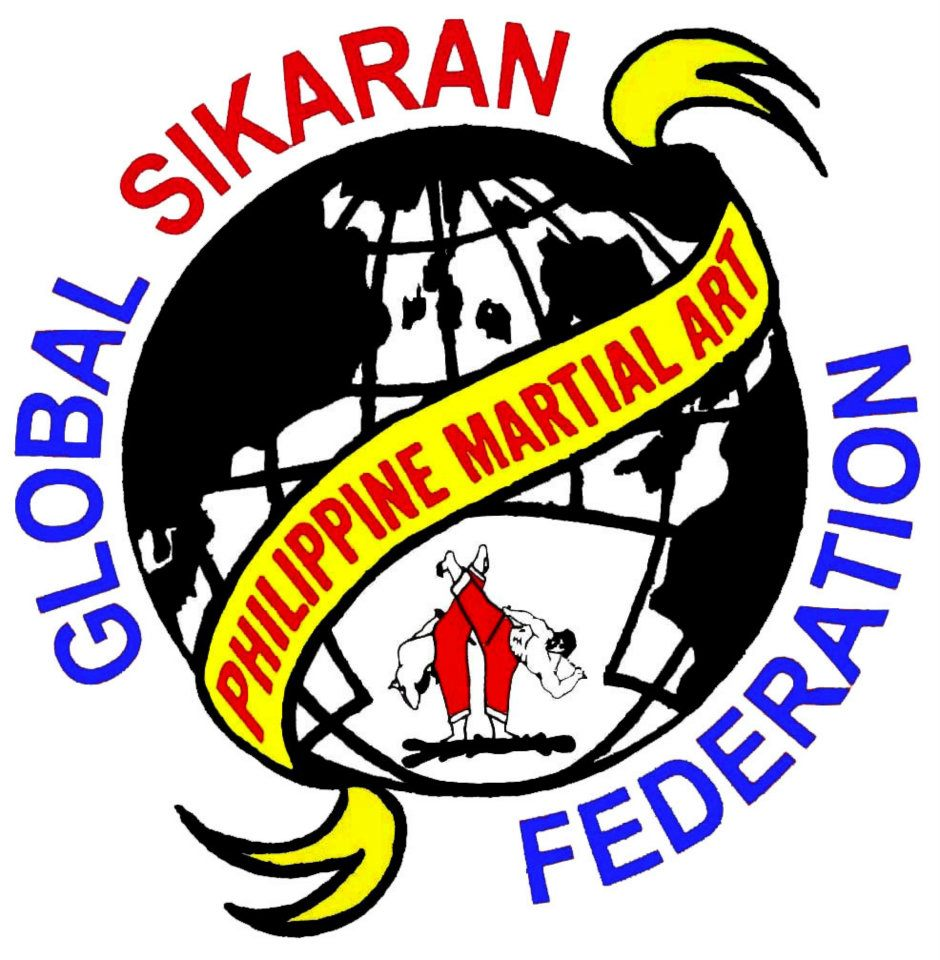 GLOBAL SIKARAN FEDERATION
PHILIPPINE MARTIAL ART